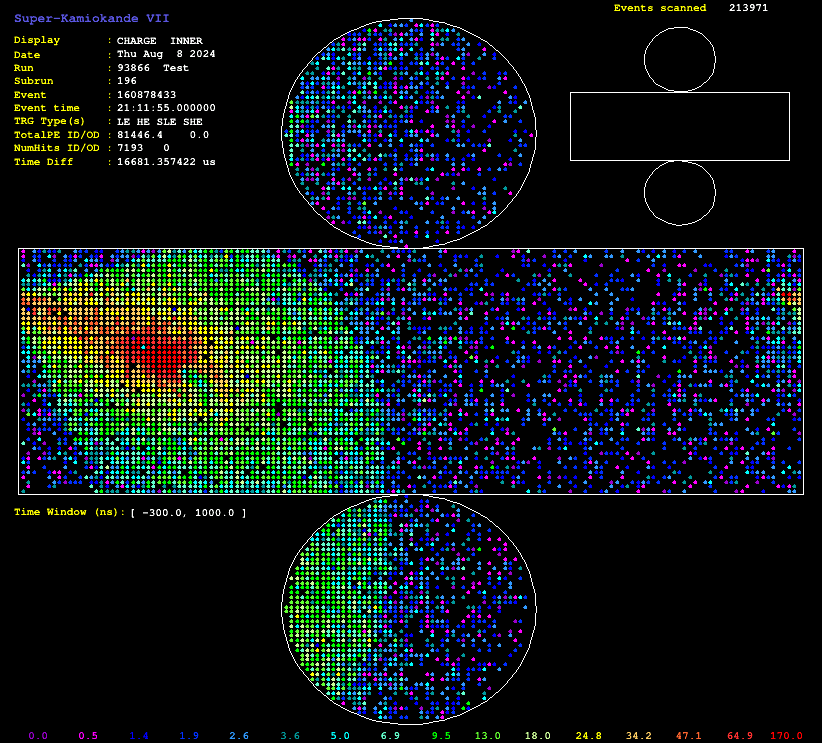 Super-Kamiokande VII
Events scanned 213971
Display : CHARGE INNER
Date : Thu Aug 8 2024
Run : 93866 Test
Subrun : 196
Event : 160878433
Event time : 21:11:55.000000
TRG Type(s) : LE HE SLE SHE
TotalPE ID/OD : 81446.4 0.0
NumHits ID/OD : 7193 0
Time Diff : 16681.357422 us
Time Window (ns): [ -300.0, 1000.0 ]
0.0 0.5 1.4 1.9 2.6 3.6 5.0 6.9 9.5 13.0 18.0 24.8 34.2 47.1 64.9 170.0